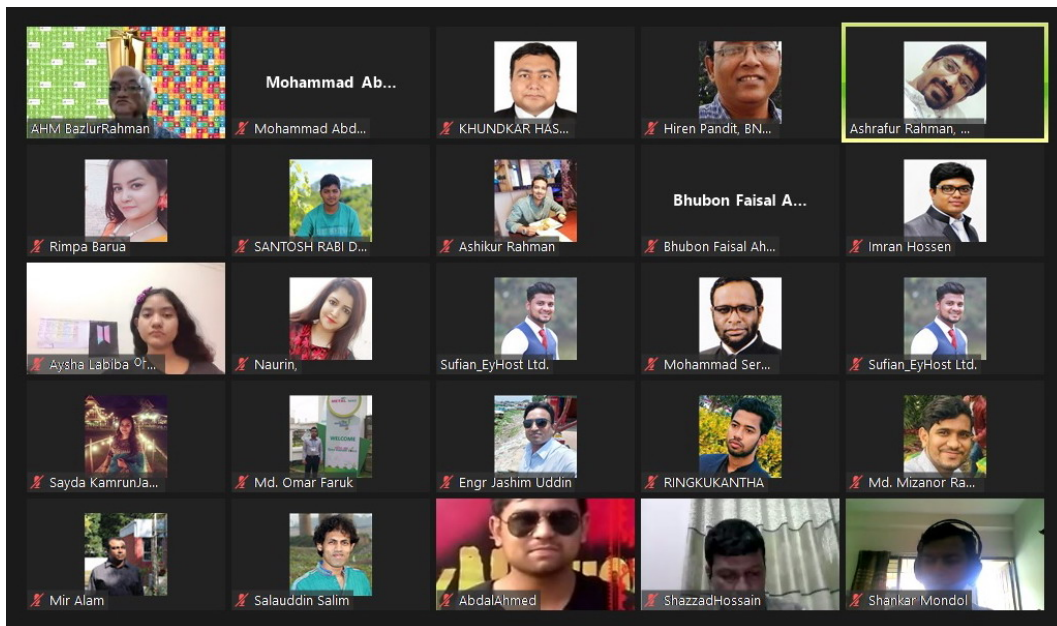 AHM BazlurRahman
Mohammad Ab...
Mohammad Abd...
KHUNDKAR HAS...
Hiren Pandit, BN...
Ashrafur Rahman, ...
Rimpa Barua
SANTOSH RABI D...
Ashikur Rahman
Bhubon Faisal A...
Bhubon Faisal Ah...
Imran Hossen
Aysha Labiba Of...
Naurin,
Sufian_EyHost Ltd.
Mohammad Ser...
Sufian_EyHost Ltd.
Sayda KamrunJa...
WELCOME
Md. Omar Faruk
Engr Jashim Uddin
RINGKUKANTHA
Md. Mizanor Ra...
Mir Alam
Salauddin Salim
AbdalAhmed
ShazzadHossain
Shankar Mondol